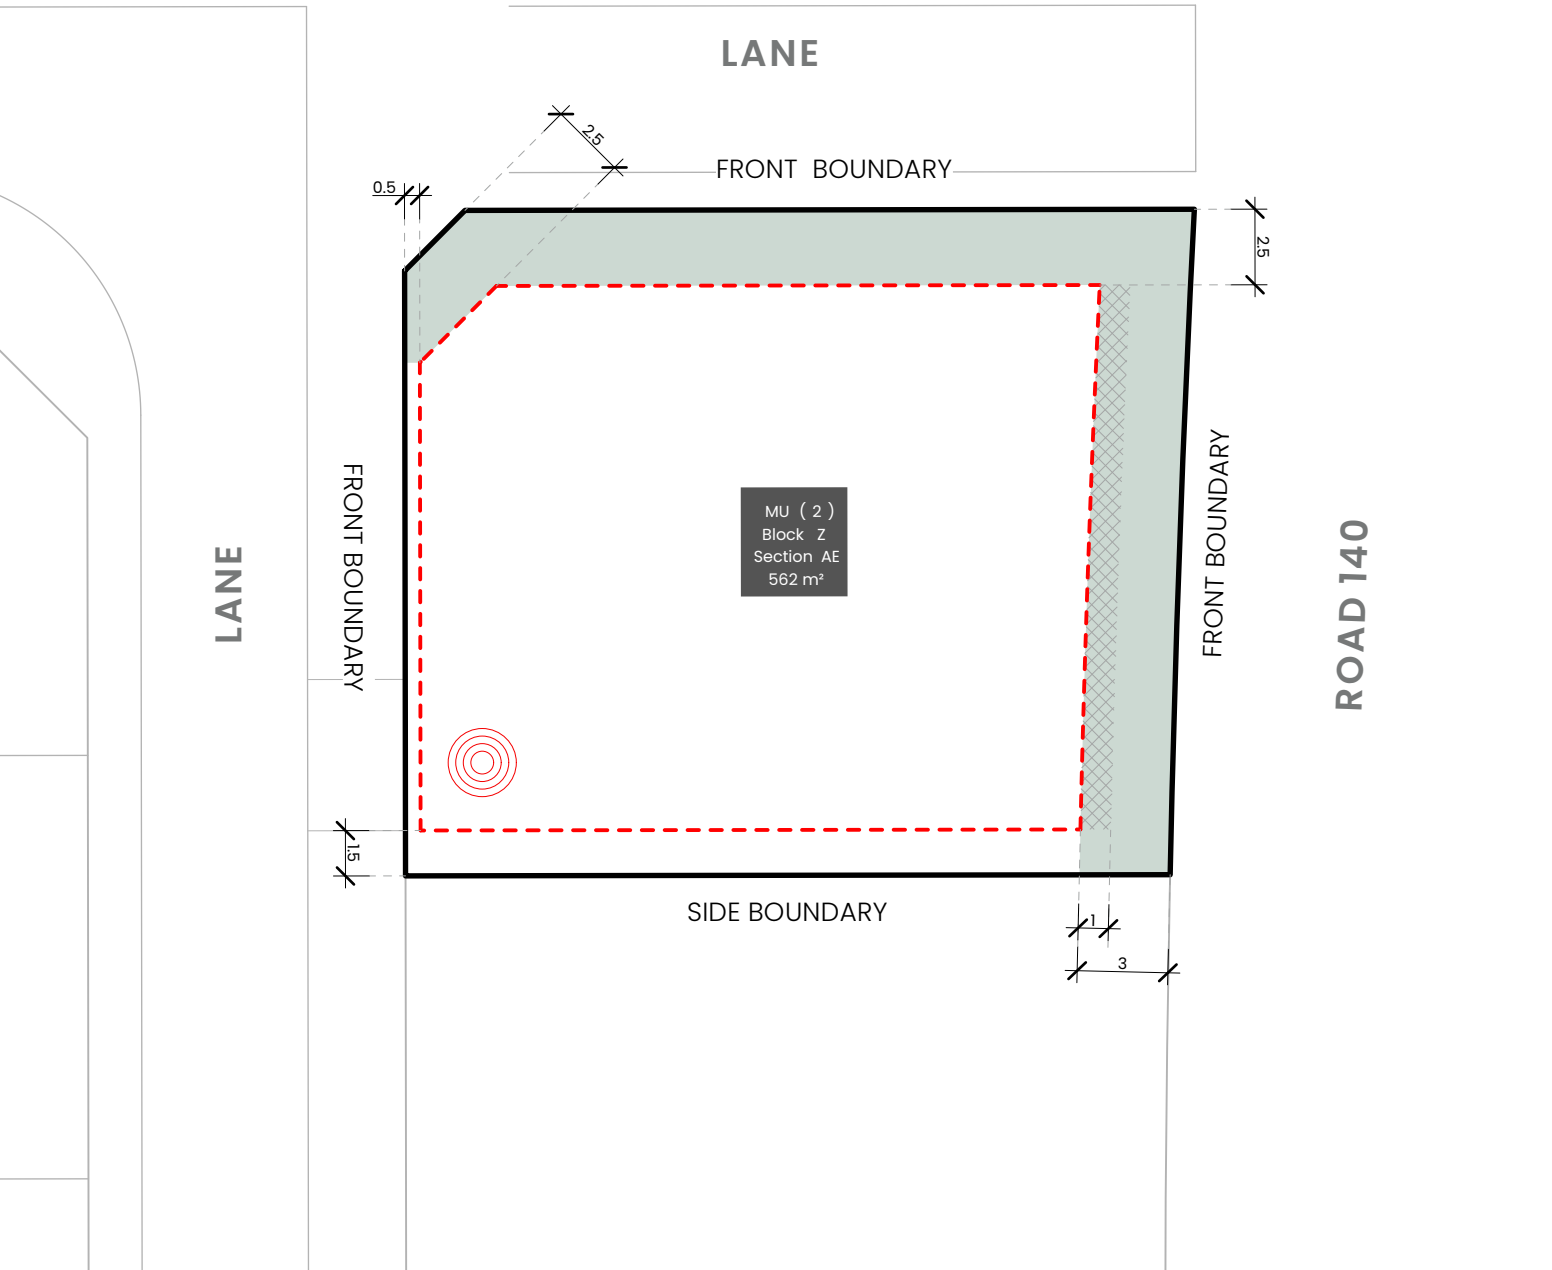 LANE
2.5
FRONT BOUNDARY
0.5
2.5
FRONT BOUNDARY
FRONT BOUNDARY
MU ( 2 )
Block Z
Section AE
562 m²
LANE
ROAD 140
1.5
SIDE BOUNDARY
1
3